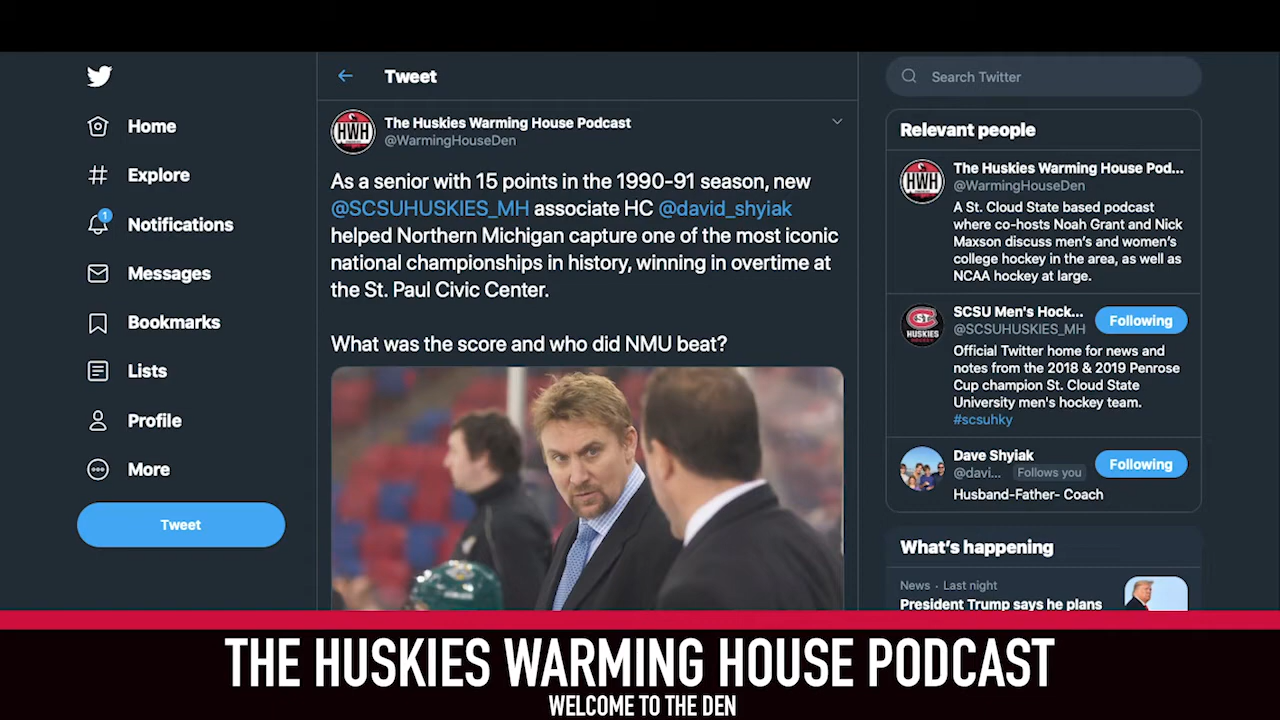 Home
Explore
1
Notifications
Messages
Bookmarks
Lists
Profile
More
Tweet
Tweet
HWH
The Huskies Warming House Podcast
@WarmingHouseDen
As a senior with 15 points in the 1990-91 season, new
@SCSUHUSKIES_MH associate HC @david_shyiak
helped Northern Michigan capture one of the most iconic
national championships in history, winning in overtime at
the St. Paul Civic Center.
What was the score and who did NMU beat?
Search Twitter
Relevant people
HWH
The Huskies Warming House Pod...
@WarmingHouseDen
A St. Cloud State based podcast
where co-hosts Noah Grant and Nick
Maxson discuss men's and women's
college hockey in the area, as well as
NCAA hockey at large.
ST
HUSKIES
HOCKEY
SCSU Men's Hock...
@SCSUHUSKIES_MH
Following
Official Twitter home for news and
notes from the 2018 & 2019 Penrose
Cup champion St. Cloud State
University men's hockey team.
#scsuhky
Dave Shyiak
@davi... Follows you
Following
Husband-Father- Coach
What's happening
News · Last night
President Trump says he plans
THE HUSKIES WARMING HOUSE PODCAST
WELCOME TO THE DEN